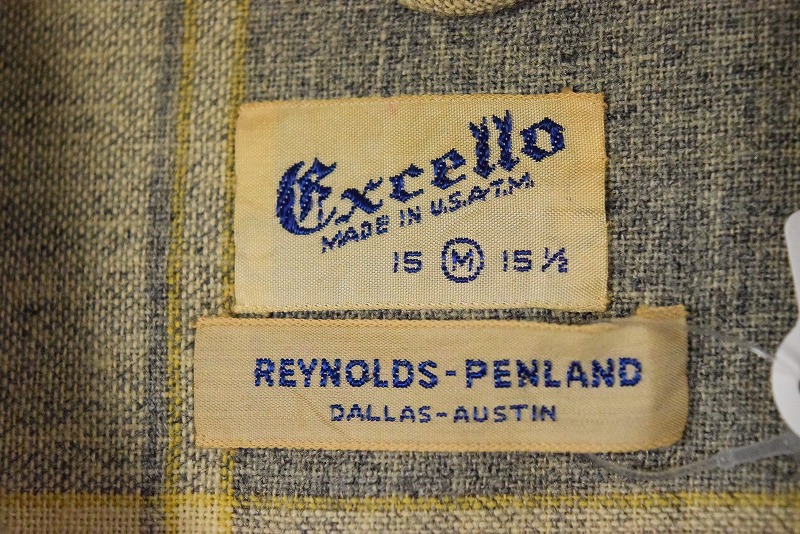 Excello
MADE IN U.S.A. T.M.
15 M 15 ½
REYNOLDS-PENLAND
DALLAS-AUSTIN